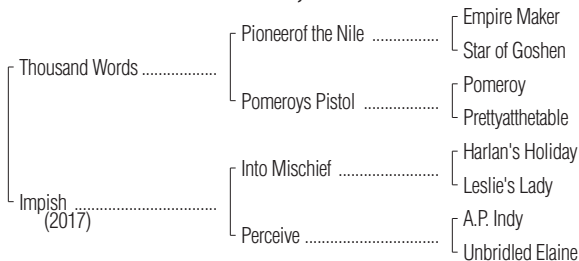 Empire Maker
Pioneerof the Nile ................
Star of Goshen
Thousand Words .................
Pomeroy
Pomeroys Pistol ..................
Prettyatthetable
Harlan's Holiday
Into Mischief ........................
Leslie's Lady
Impish ................................
(2017)
A.P. Indy
Perceive ................................
Unbridled Elaine